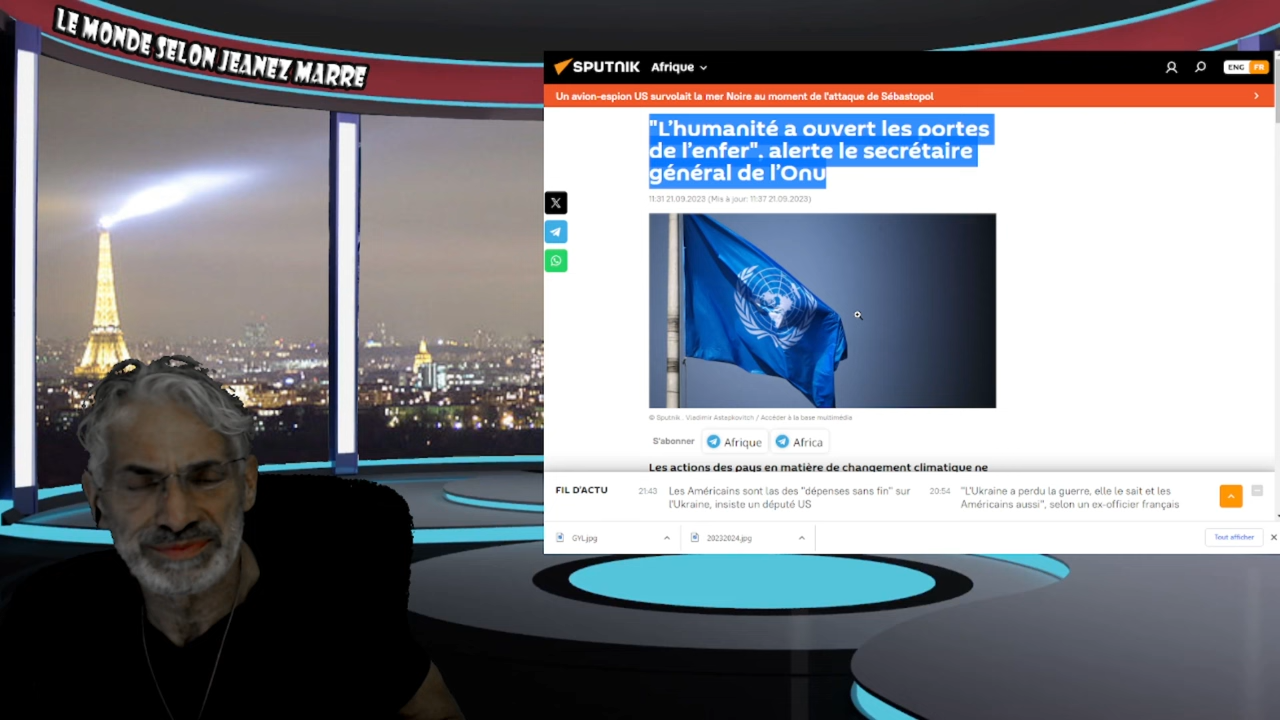 LE MONDE SELON JEANEZ MARRE
SPUTNIK Afrique
ENG FR
Un avion-espion US survolait la mer Noire au moment de l'attaque de Sébastopol
"L'humanité a ouvert les portes
de l'enfer", alerte le secrétaire
général de l'Onu
11:31 21.09.2023 (Mis à jour: 11:37 21.09.2023)
© Sputnik . Vladimir Astapkovitch / Accéder à la base multimédia
S'abonner Afrique Africa
Les actions des pays en matière de changement climatique ne
FIL D'ACTU
21:43 Les Américains sont las des "dépenses sans fin" sur
l'Ukraine, insiste un député US
20:54 "L'Ukraine a perdu la guerre, elle le sait et les
Américains aussi", selon un ex-officier français
GYL.jpg
20232024.jpg
Tout afficher